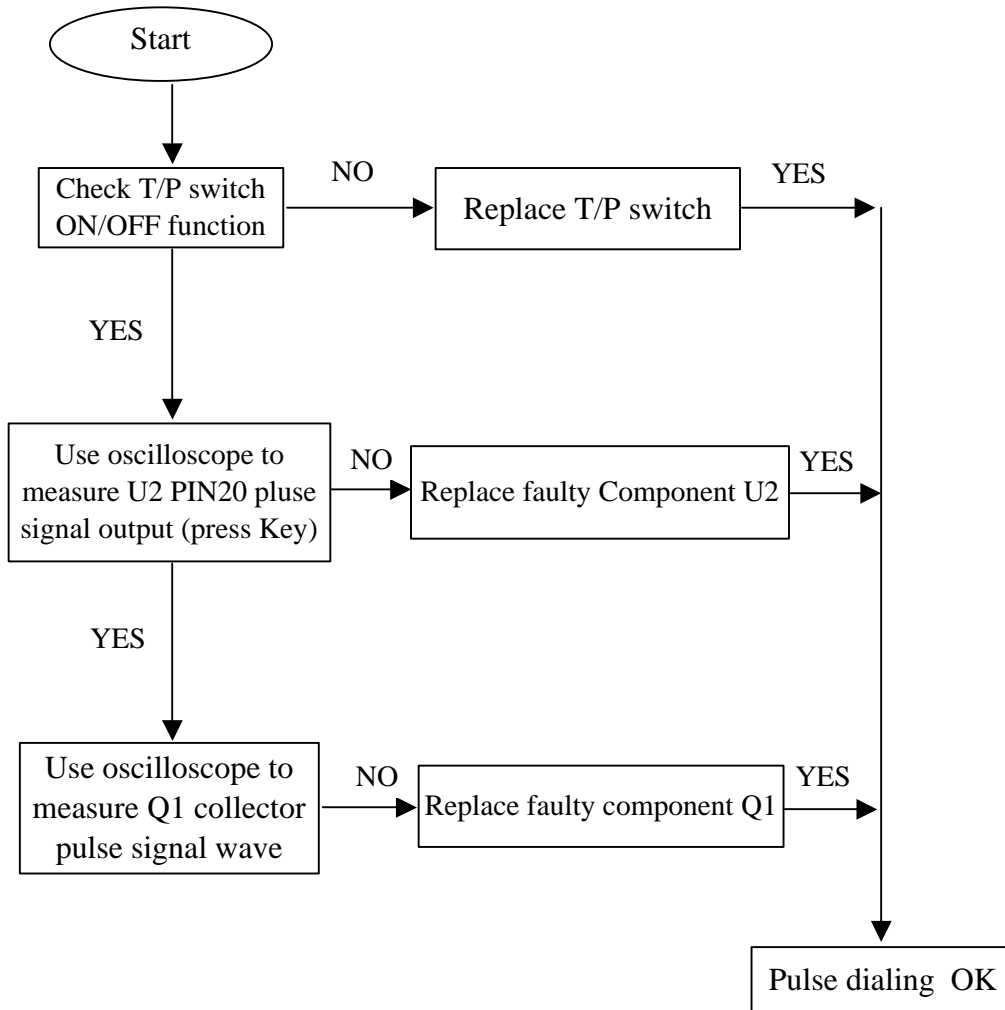 Start
Check T/P switch
ON/OFF function
NO
Replace T/P switch
YES
YES
Use oscilloscope to
measure U2 PIN20 pluse
signal output (press Key)
NO
Replace faulty Component U2
YES
YES
Use oscilloscope to
measure Q1 collector
pulse signal wave
NO
Replace faulty component Q1
YES
Pulse dialing OK